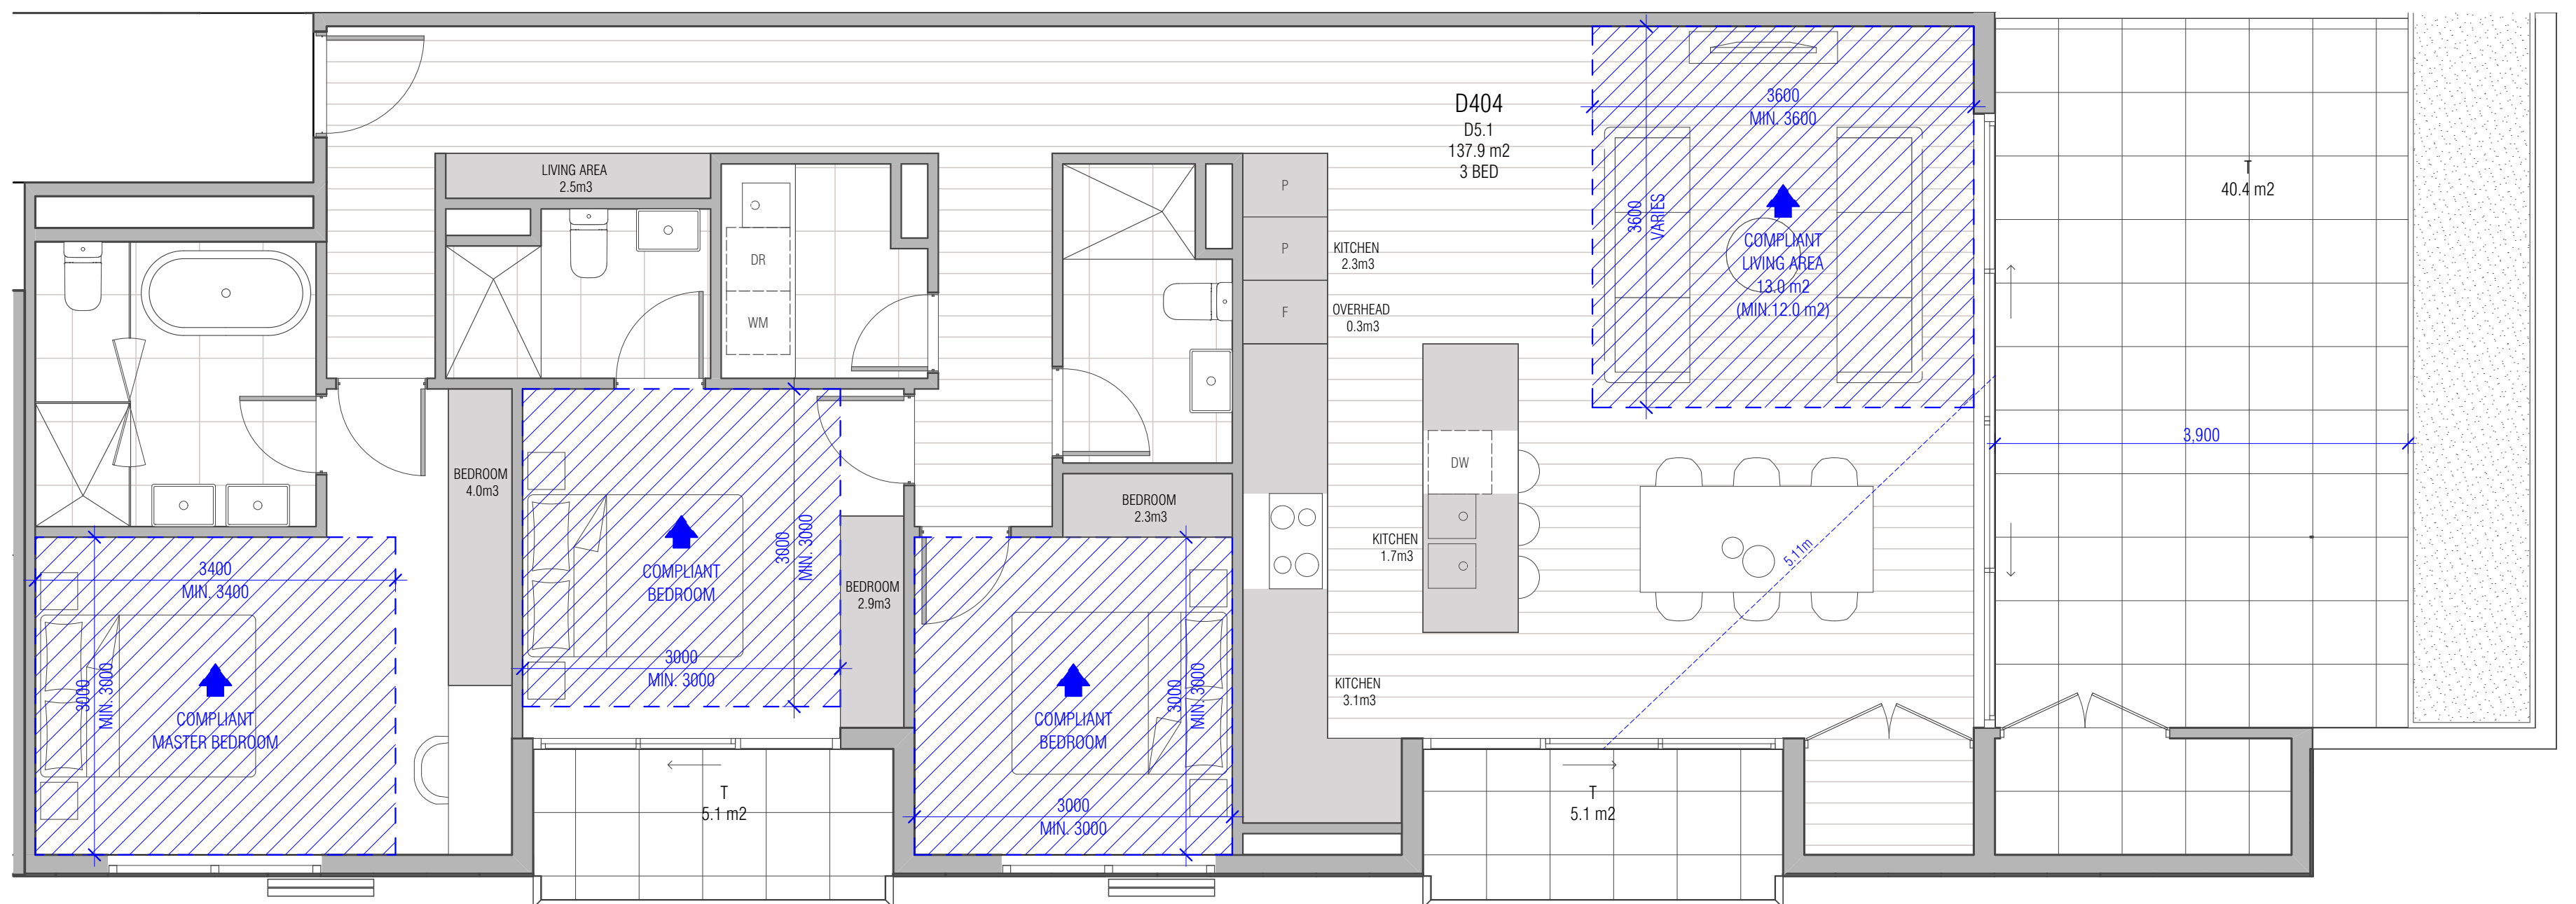 D404
D5.1
137.9 m2
3 BED
3600
MIN. 3600
3600
VARIES
COMPLIANT
LIVING AREA
13.0 m2
(MIN.12.0 m2)
T
40.4 m2
3,900
5.11m
LIVING AREA
2.5m3
DR
WM
P
P
F
KITCHEN
2.3m3
OVERHEAD
0.3m3
DW
KITCHEN
1.7m3
KITCHEN
3.1m3
BEDROOM
4.0m3
BEDROOM
2.9m3
BEDROOM
2.3m3
3400
MIN. 3400
3000
MIN. 3000
COMPLIANT
MASTER BEDROOM
3000
MIN. 3000
COMPLIANT
BEDROOM
3000
MIN. 3000
3000
MIN. 3000
COMPLIANT
BEDROOM
3000
MIN. 3000
T
5.1 m2
T
5.1 m2